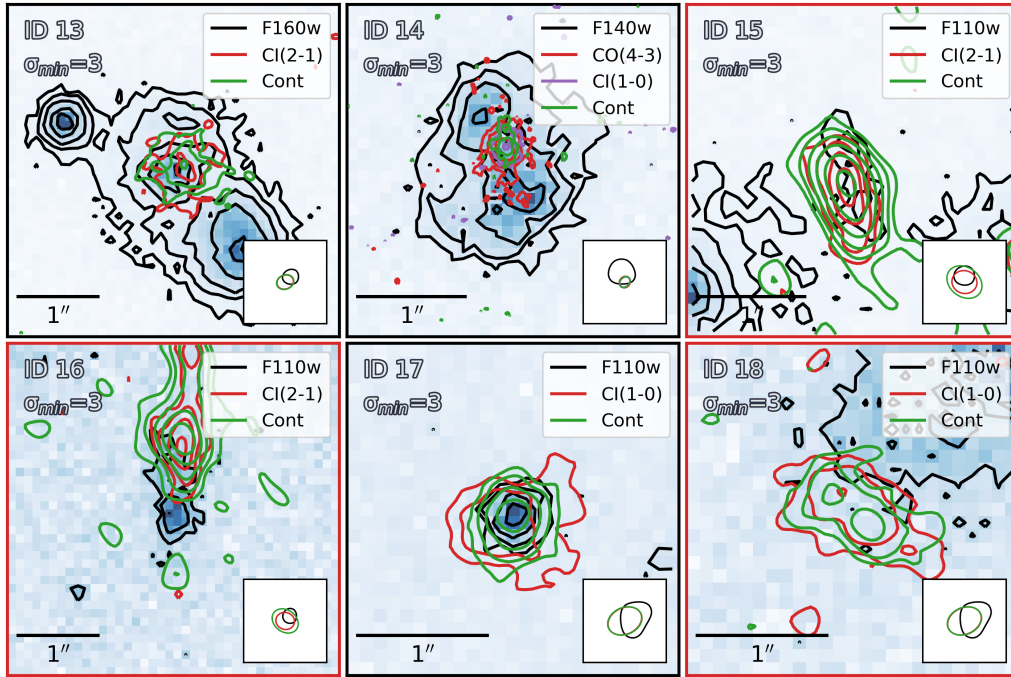 ID 13
σmin=3
F160w
CI(2-1)
Cont
1″
ID 14
σmin=3
F140w
CO(4-3)
CI(1-0)
Cont
1″
ID 15
σmin=3
F110w
CI(2-1)
Cont
1″
ID 16
σmin=3
F110w
CI(2-1)
Cont
1″
ID 17
σmin=3
F110w
CI(1-0)
Cont
1″
ID 18
σmin=3
F110w
CI(1-0)
Cont
1″